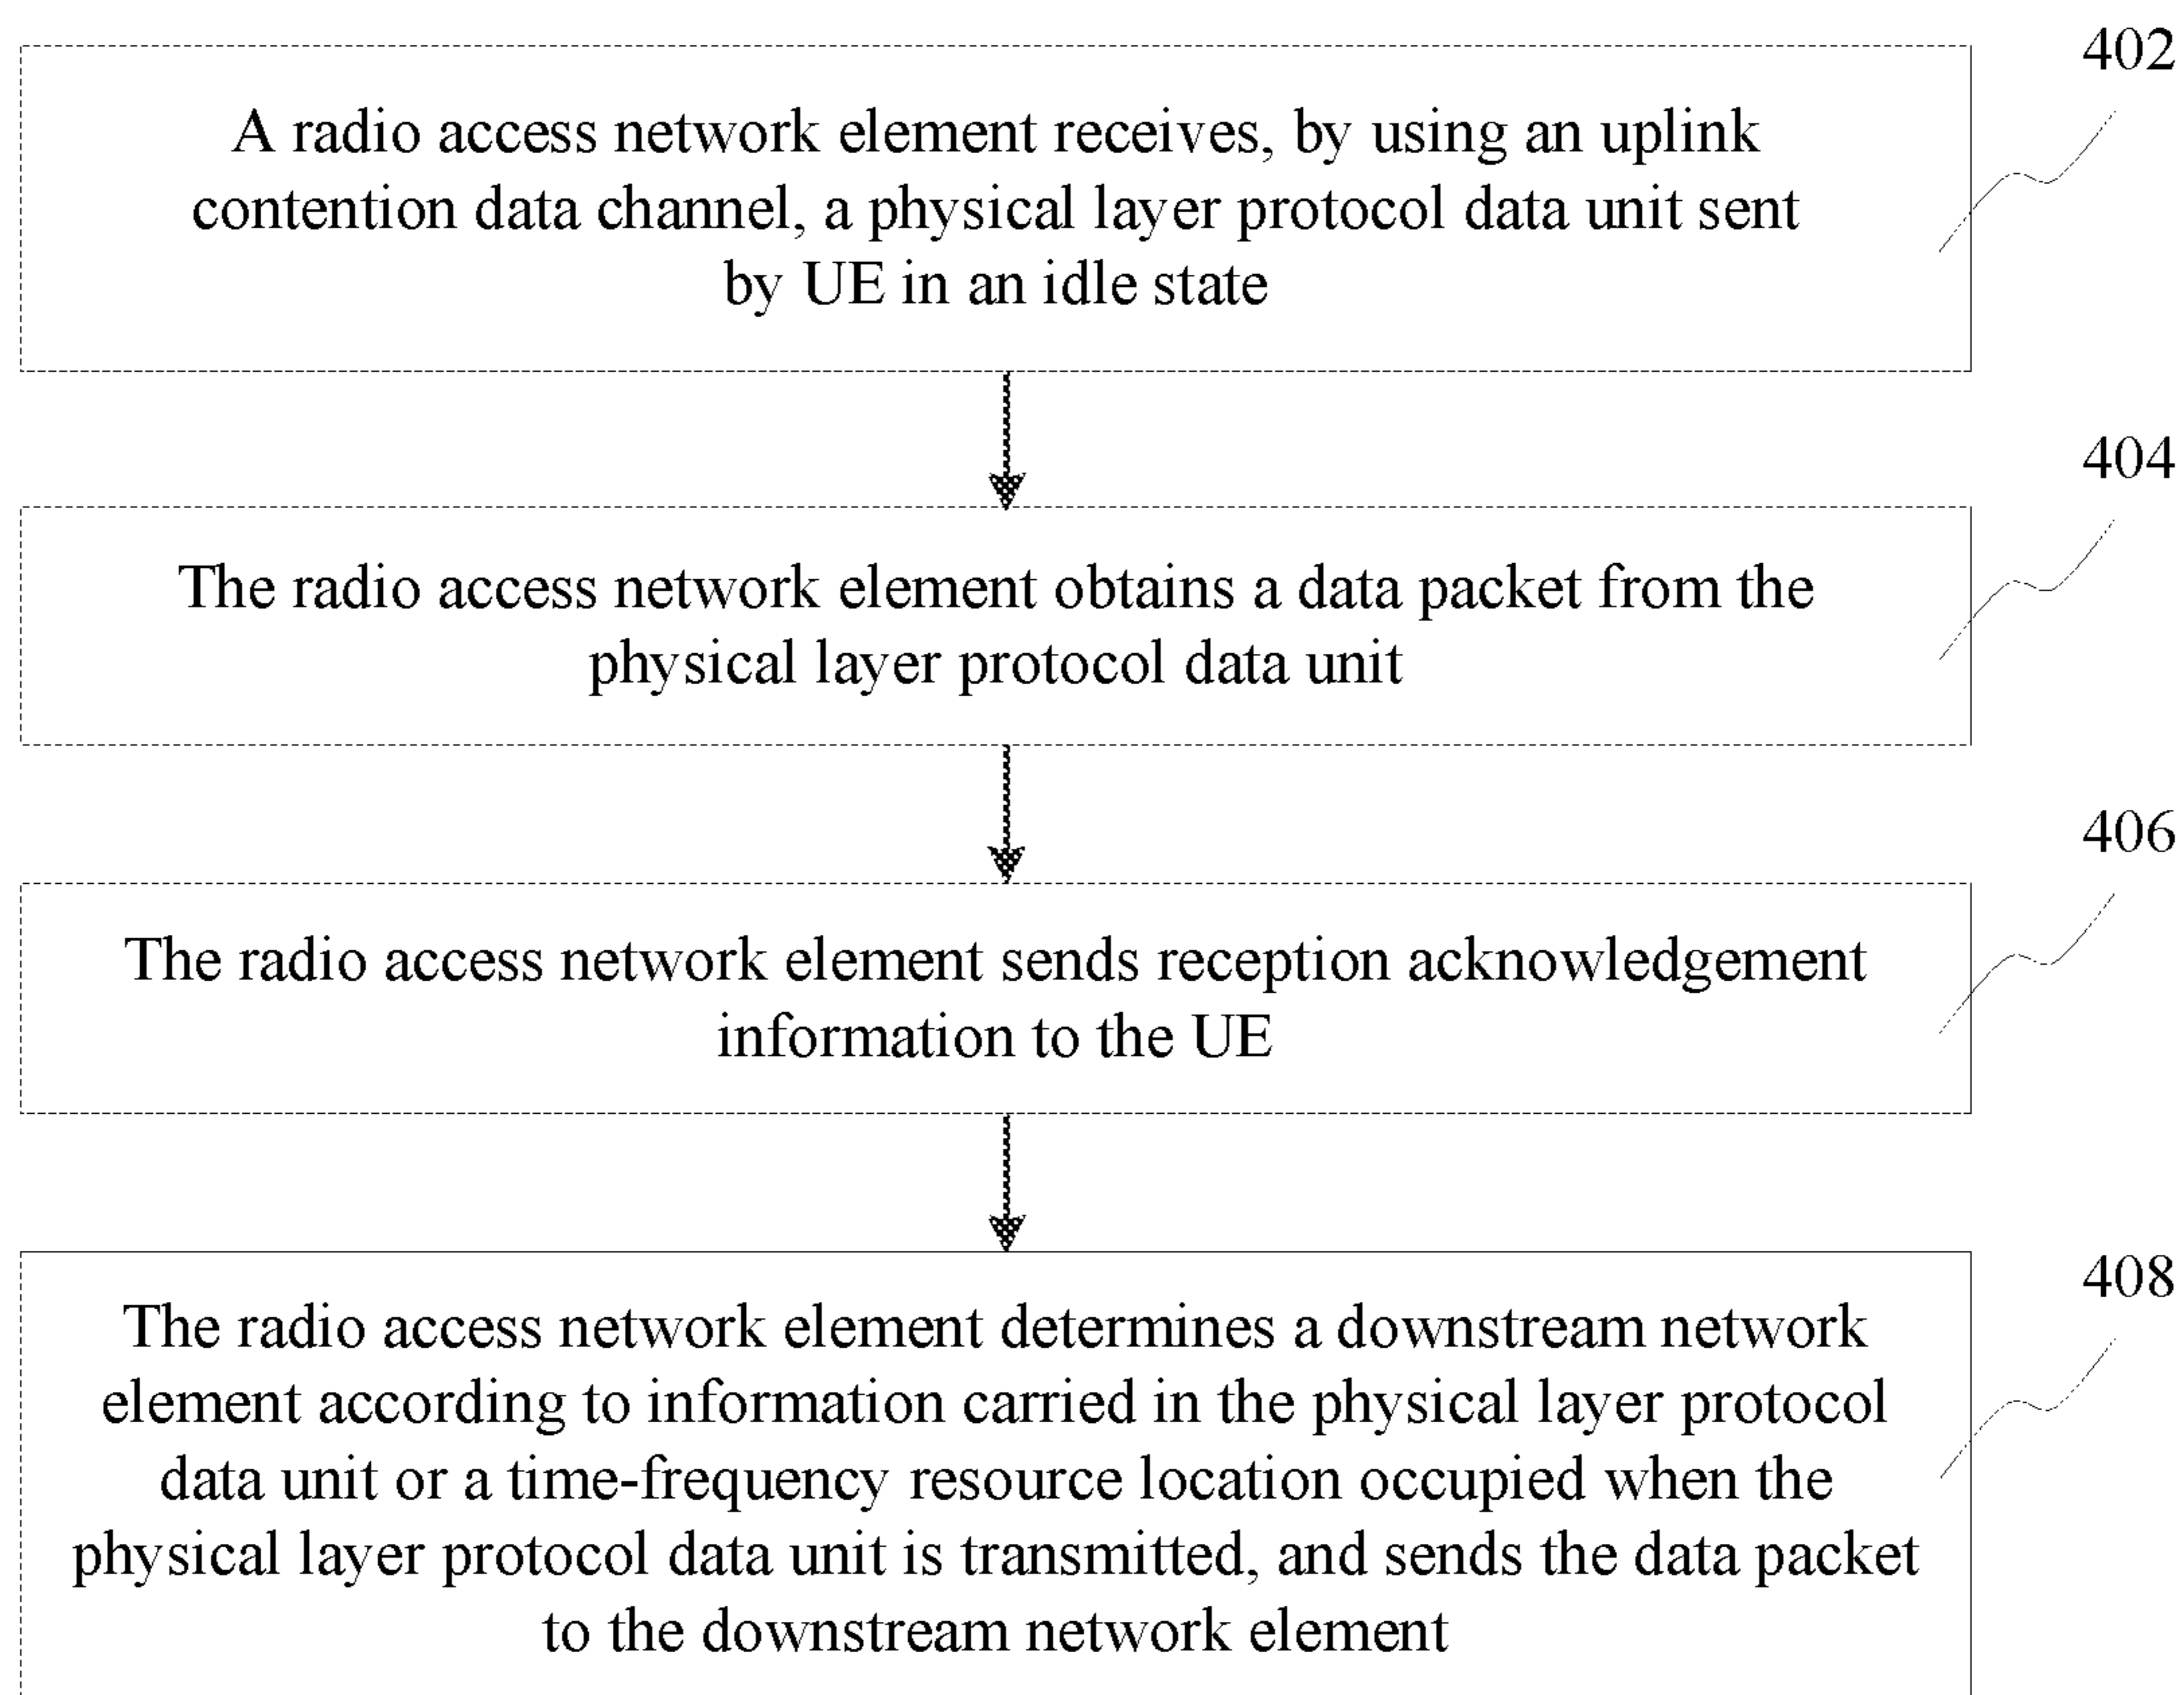 402
A radio access network element receives, by using an uplink
contention data channel, a physical layer protocol data unit sent
by UE in an idle state
404
The radio access network element obtains a data packet from the
physical layer protocol data unit
406
The radio access network element sends reception acknowledgement
information to the UE
408
The radio access network element determines a downstream network
element according to information carried in the physical layer protocol
data unit or a time-frequency resource location occupied when the
physical layer protocol data unit is transmitted, and sends the data packet
to the downstream network element